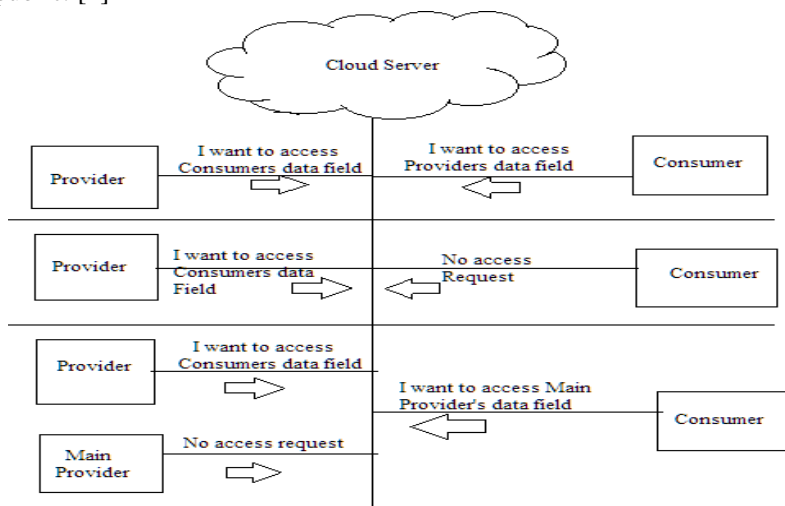 Cloud Server
I want to access
Consumers data field
I want to access
Providers data field
Provider
Consumer
Provider
I want to access
Consumers data
Field
No access
Request
Consumer
Provider
I want to access
Consumers data field
I want to access Main
Provider's data field
Consumer
Main
Provider
No access request